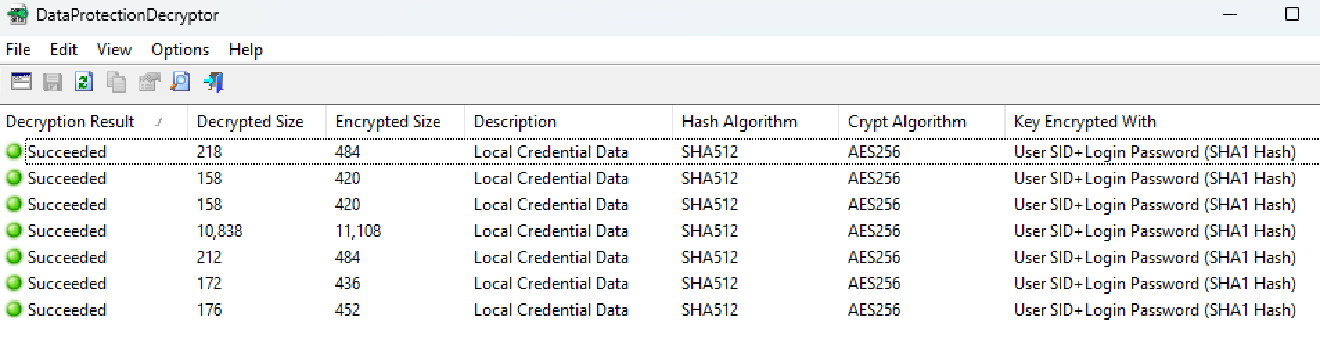 DataProtectionDecryptor
File Edit View Options Help
Decryption Result Decrypted Size Encrypted Size Description Hash Algorithm Crypt Algorithm Key Encrypted With
Succeeded 218 484 Local Credential Data SHA512 AES256 User SID+Login Password (SHA1 Hash)
Succeeded 158 420 Local Credential Data SHA512 AES256 User SID+Login Password (SHA1 Hash)
Succeeded 158 420 Local Credential Data SHA512 AES256 User SID+Login Password (SHA1 Hash)
Succeeded 10,838 11,108 Local Credential Data SHA512 AES256 User SID+Login Password (SHA1 Hash)
Succeeded 212 484 Local Credential Data SHA512 AES256 User SID+Login Password (SHA1 Hash)
Succeeded 172 436 Local Credential Data SHA512 AES256 User SID+Login Password (SHA1 Hash)
Succeeded 176 452 Local Credential Data SHA512 AES256 User SID+Login Password (SHA1 Hash)